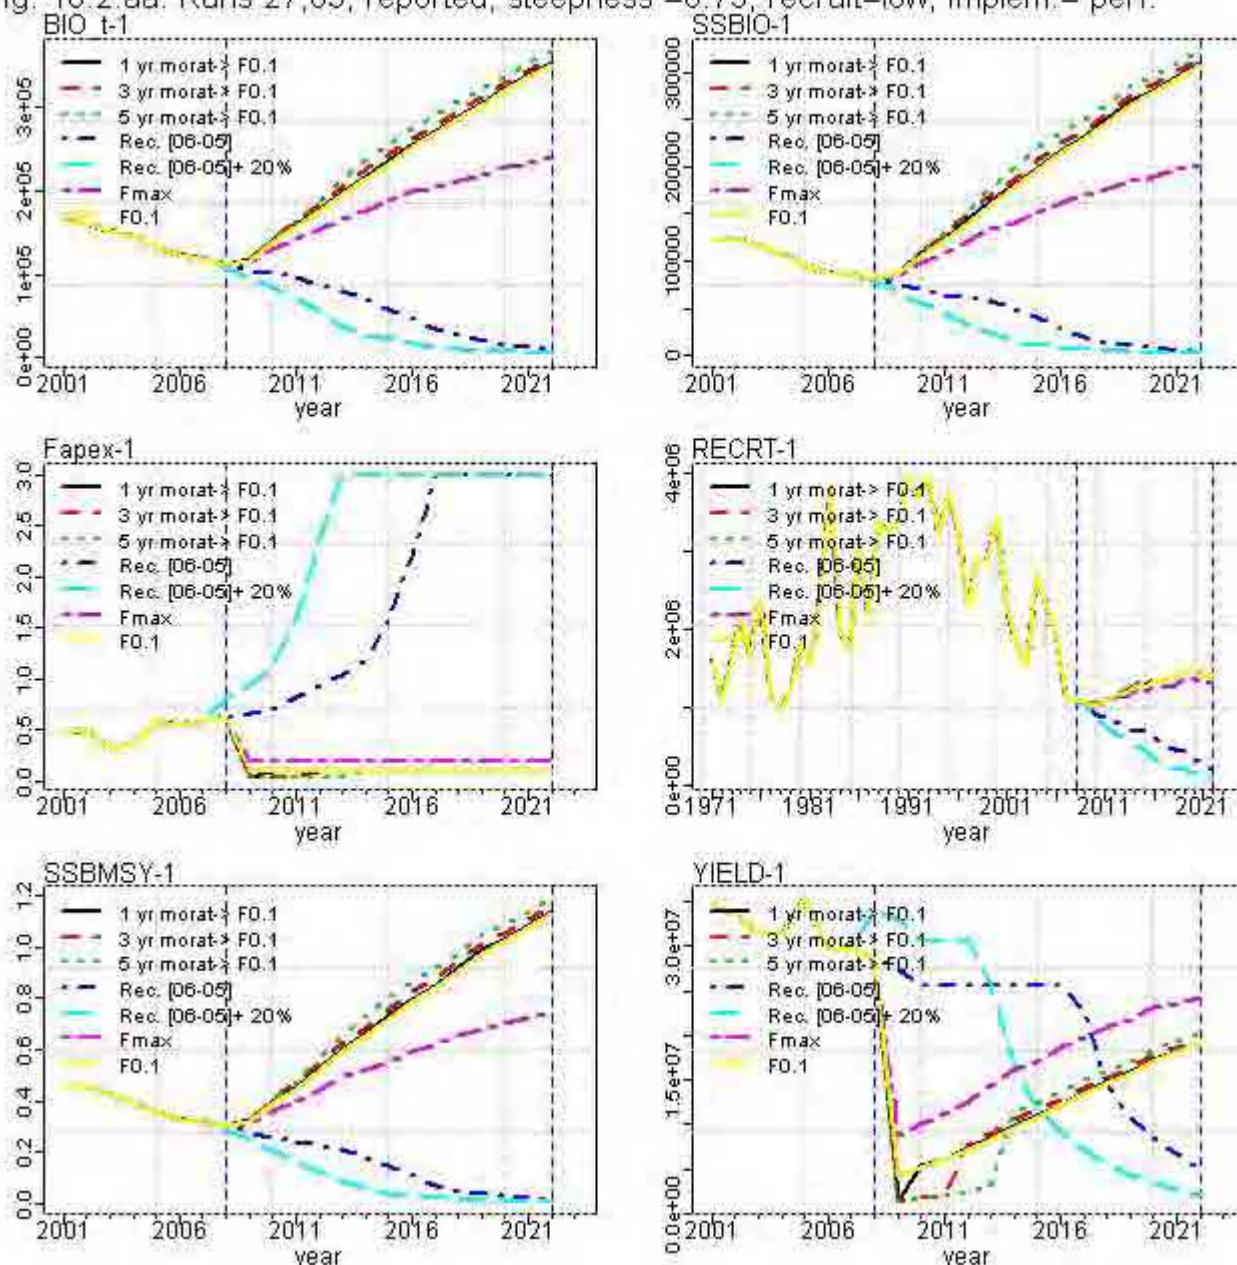 10.2.aa. Runs 27,69, reported, steepness =0.75, recruit=low, implem.= perf.
BIO_t-1
1 yr morat-> F0.1
3 yr morat-> F0.1
5 yr morat-> F0.1
Rec. [06-05]
Rec. [06-05]+ 20%
Fmax
F0.1
0e+00 1e+05 2e+05 3e+05
2001 2006 2011 2016 2021
year
SSBIO-1
1 yr morat-> F0.1
3 yr morat-> F0.1
5 yr morat-> F0.1
Rec. [06-05]
Rec. [06-05]+ 20%
Fmax
F0.1
0 100000 200000 300000
2001 2006 2011 2016 2021
year
Fapex-1
1 yr morat-> F0.1
3 yr morat-> F0.1
5 yr morat-> F0.1
Rec. [06-05]
Rec. [06-05]+ 20%
Fmax
F0.1
0.0 0.5 1.0 1.5 2.0 2.5 3.0
2001 2006 2011 2016 2021
year
RECRT-1
1 yr morat-> F0.1
3 yr morat-> F0.1
5 yr morat-> F0.1
Rec. [06-05]
Rec. [06-05]+ 20%
Fmax
F0.1
0e+00 2e+06 4e+06
1971 1981 1991 2001 2011 2021
year
SSBMSY-1
1 yr morat-> F0.1
3 yr morat-> F0.1
5 yr morat-> F0.1
Rec. [06-05]
Rec. [06-05]+ 20%
Fmax
F0.1
0.0 0.2 0.4 0.6 0.8 1.0 1.2
2001 2006 2011 2016 2021
year
YIELD-1
1 yr morat-> F0.1
3 yr morat-> F0.1
5 yr morat-> F0.1
Rec. [06-05]
Rec. [06-05]+ 20%
Fmax
F0.1
0.0e+00 1.5e+07 3.0e+07
2001 2006 2011 2016 2021
year